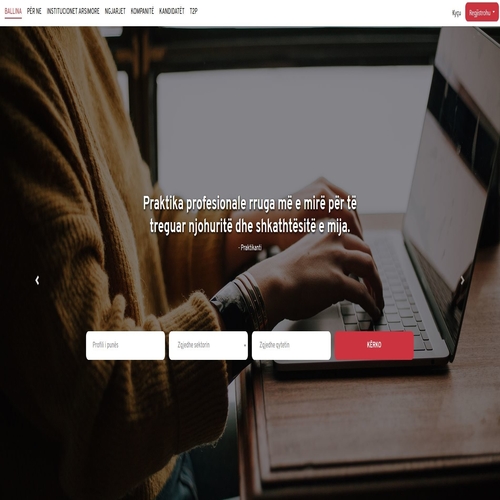 BALLINA PËR NE INSTITUCIONET ARSIMORE NGJARJET KOMPANITË KANDIDATËT T2P Kyçu Regjistrohu
Praktika profesionale rruga më e mirë për të
treguar njohuritë dhe shkathtësitë e mija.
- Praktikanti
Profili i punës Zgjedhe sektorin Zgjedhe qytetin KËRKO